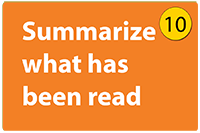 Summarize
10
what has
been read